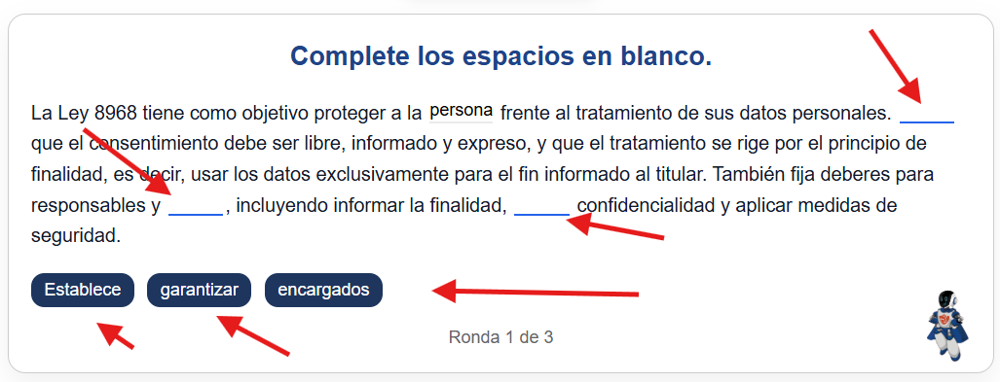 Complete los espacios en blanco.
La Ley 8968 tiene como objetivo proteger a la persona frente al tratamiento de sus datos personales. ______
que el consentimiento debe ser libre, informado y expreso, y que el tratamiento se rige por el principio de
finalidad, es decir, usar los datos exclusivamente para el fin informado al titular. También fija deberes para
responsables y ______, incluyendo informar la finalidad, ______ confidencialidad y aplicar medidas de
seguridad.
Establece garantizar encargados
Ronda 1 de 3